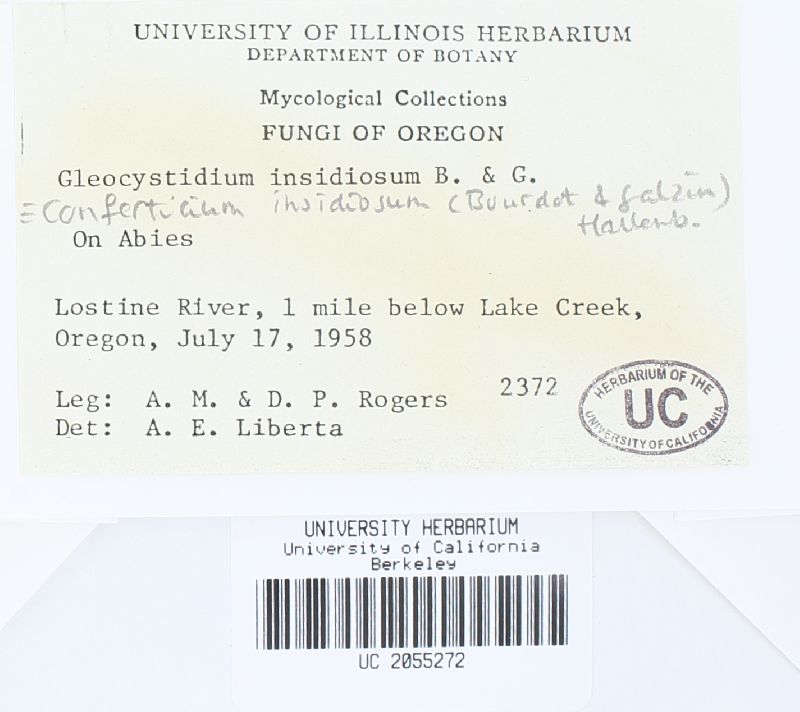 UNIVERSITY OF ILLINOIS HERBARIUM
DEPARTMENT OF BOTANY
Mycological Collections
FUNGI OF OREGON
Gleocystidium insidiosum B. & G.
= Conferticium insidiosum (Bourdot & Galzin)
Hallenb.
On Abies
Lostine River, 1 mile below Lake Creek,
Oregon, July 17, 1958
Leg: A. M. & D. P. Rogers 2372
Det: A. E. Liberta
HERBARIUM OF THE
UC
UNIVERSITY OF CALIFORNIA
UNIVERSITY HERBARIUM
University of California
Berkeley
UC 2055272